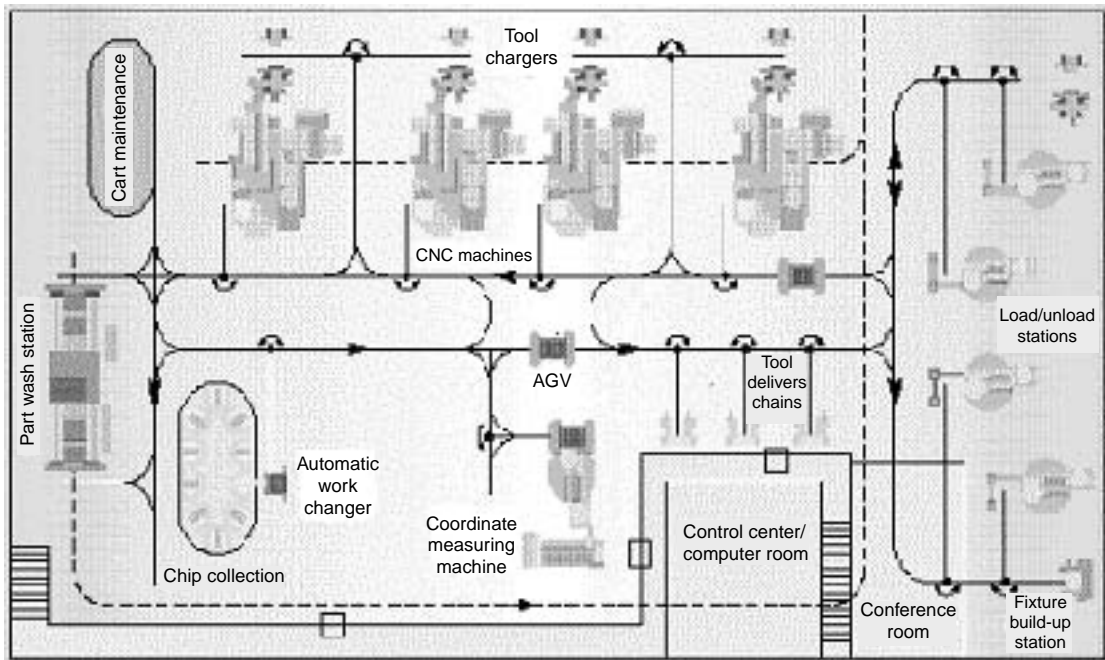 Tool
chargers
Cart maintenance
CNC machines
Load/unload
stations
Part wash station
AGV
Tool
delivers
chains
Automatic
work
changer
Coordinate
measuring
machine
Control center/
computer room
Chip collection
Conference
room
Fixture
build-up
station